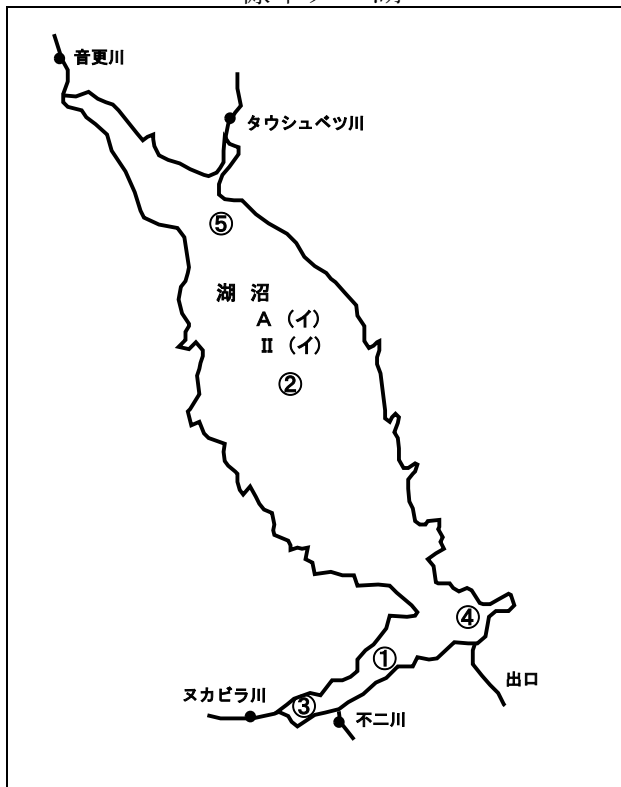 音更川
タウシュベツ川
⑤
湖沼
A（イ）
Ⅱ（イ）
②
④
①
出口
ヌカビラ川
③
不二川